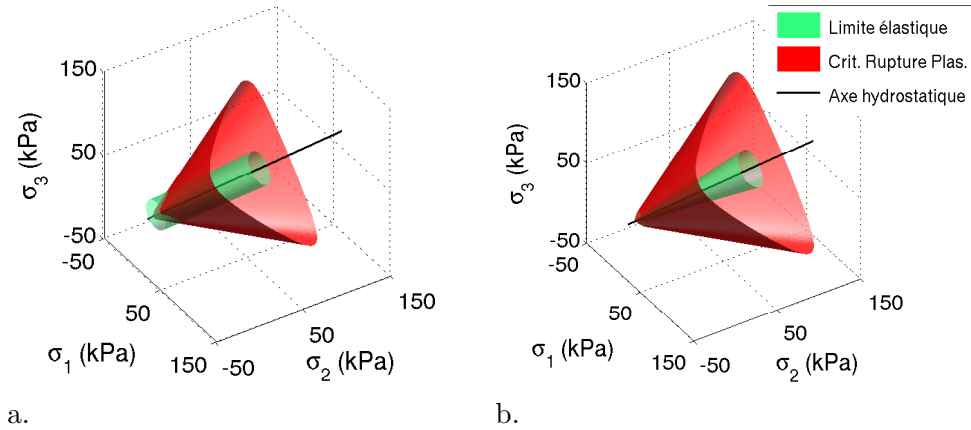 150
50
-50
σ3 (kPa)
-50
50
150
σ1 (kPa)
-50
50
150
σ2 (kPa)
a.
150
50
-50
σ3 (kPa)
-50
50
150
σ1 (kPa)
-50
50
150
σ2 (kPa)
b.
Limite élastique
Crit. Rupture Plas.
Axe hydrostatique